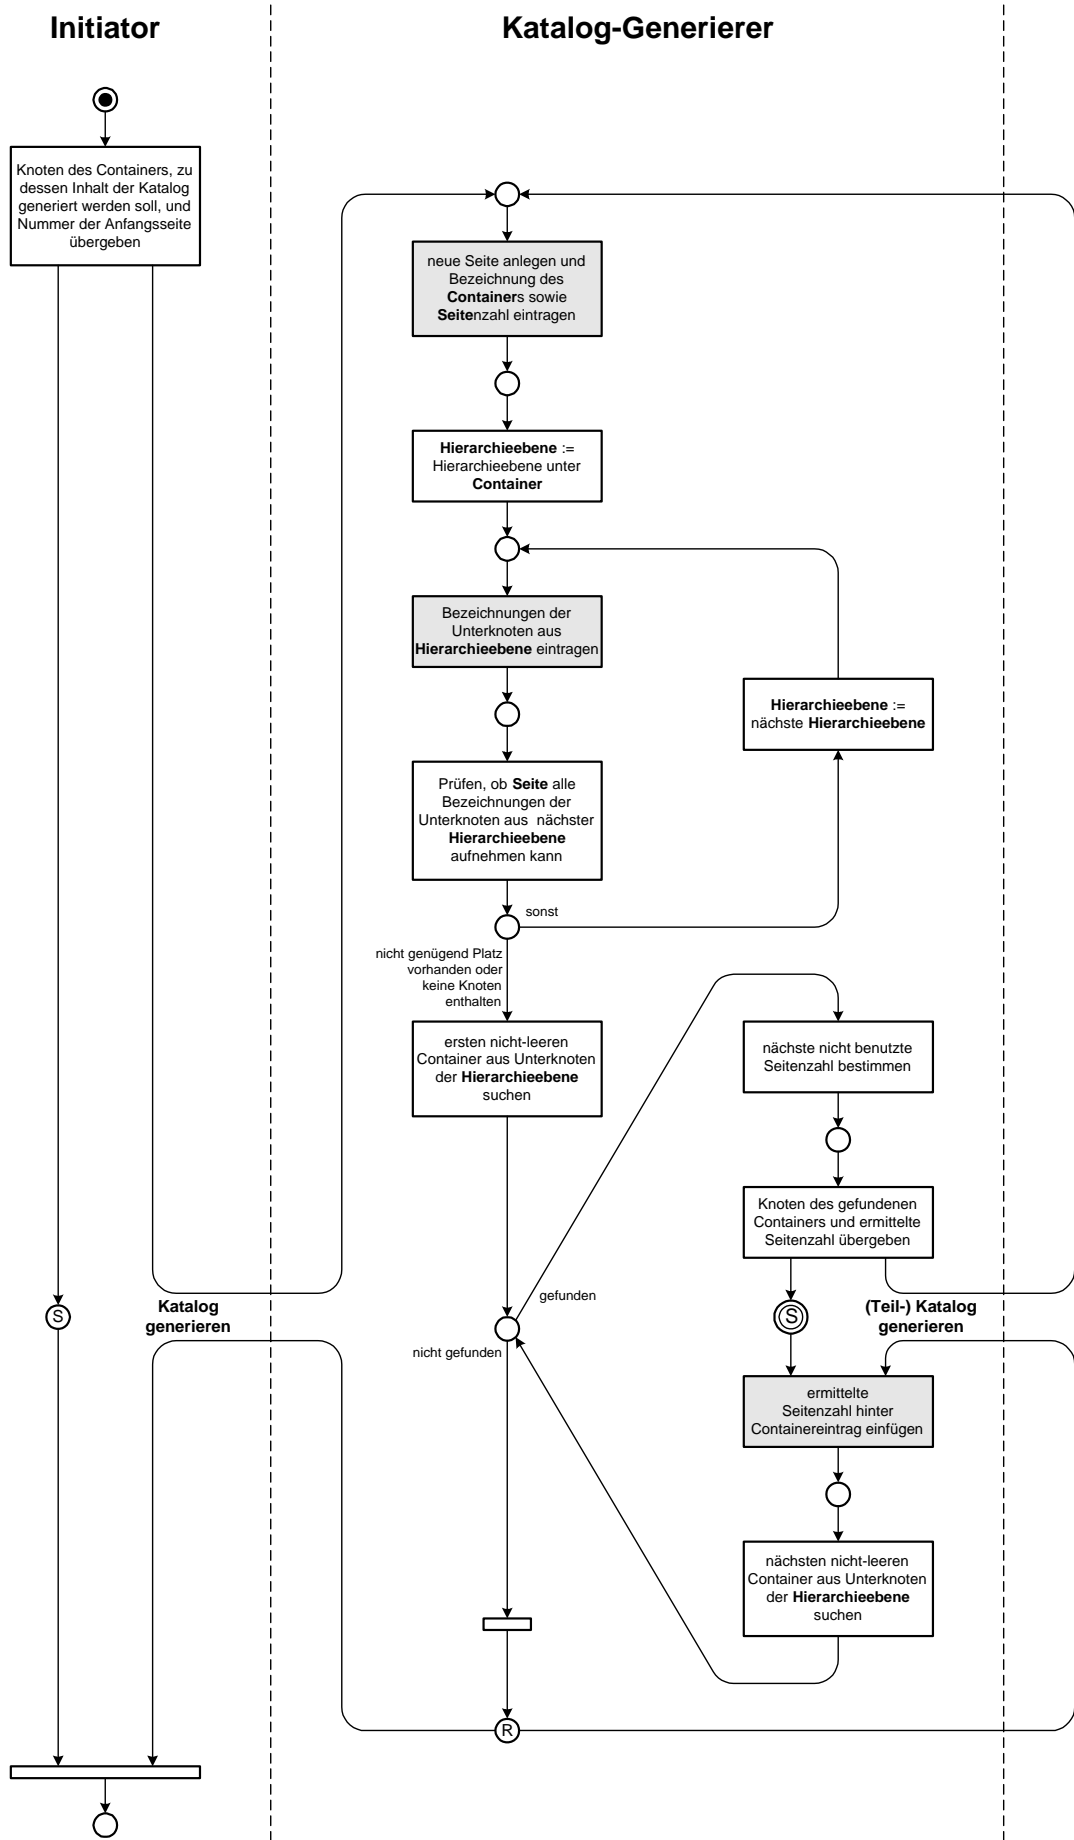 Initiator
Katalog-Generierer
Knoten des Containers, zu
dessen Inhalt der Katalog
generiert werden soll, und
Nummer der Anfangsseite
übergeben
neue Seite anlegen und
Bezeichnung des
Containers sowie
Seitenzahl eintragen
Hierarchieebene :=
Hierarchieebene unter
Container
Bezeichnungen der
Unterknoten aus
Hierarchieebene eintragen
Hierarchieebene :=
nächste Hierarchieebene
Prüfen, ob Seite alle
Bezeichnungen der
Unterknoten aus nächster
Hierarchieebene
aufnehmen kann
sonst
nicht genügend Platz
vorhanden oder
keine Knoten
enthalten
ersten nicht-leeren
Container aus Unterknoten
der Hierarchieebene
suchen
nächste nicht benutzte
Seitenzahl bestimmen
Knoten des gefundenen
Containers und ermittelte
Seitenzahl übergeben
gefunden
S
Katalog
generieren
S
(Teil-) Katalog
generieren
nicht gefunden
ermittelte
Seitenzahl hinter
Containereintrag einfügen
nächsten nicht-leeren
Container aus Unterknoten
der Hierarchieebene
suchen
R